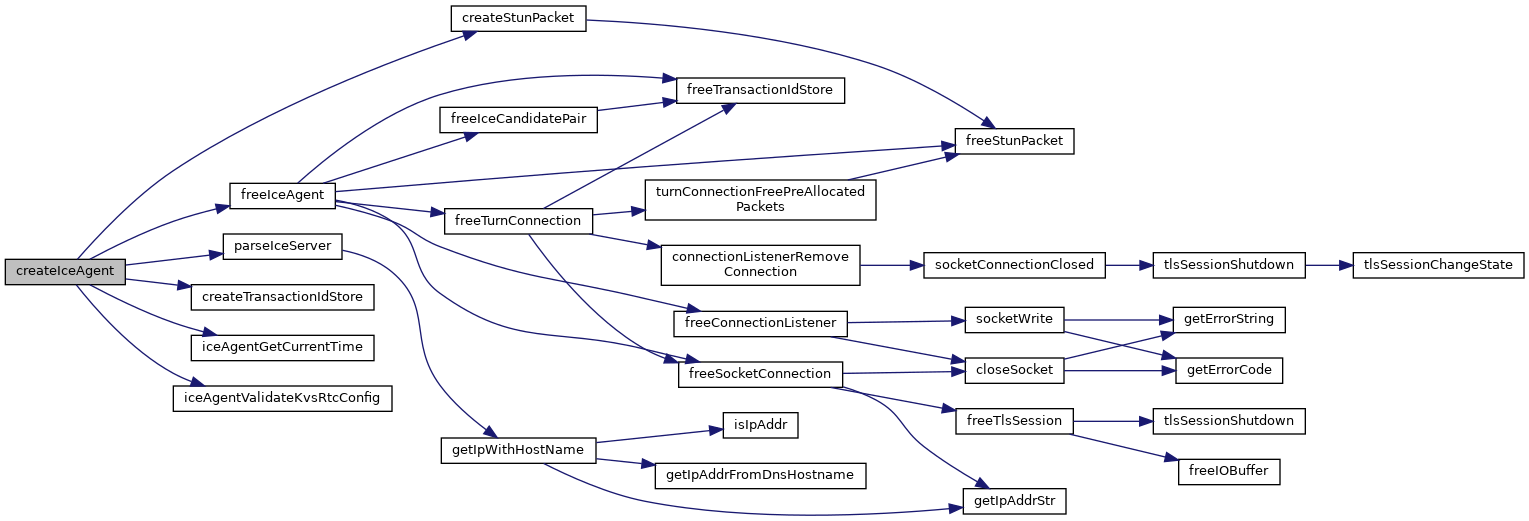 createStunPacket
freeTransactionIdStore
freeIceCandidatePair
freeStunPacket
freeIceAgent
turnConnectionFreePreAllocated
Packets
freeTurnConnection
parseIceServer
connectionListenerRemove
Connection
socketConnectionClosed
tlsSessionShutdown
tlsSessionChangeState
createIceAgent
createTransactionIdStore
freeConnectionListener
socketWrite
getErrorString
iceAgentGetCurrentTime
freeSocketConnection
closeSocket
getErrorCode
iceAgentValidateKvsRtcConfig
isIpAddr
freeTlsSession
tlsSessionShutdown
getIpWithHostName
getIpAddrFromDnsHostname
freeIOBuffer
getIpAddrStr